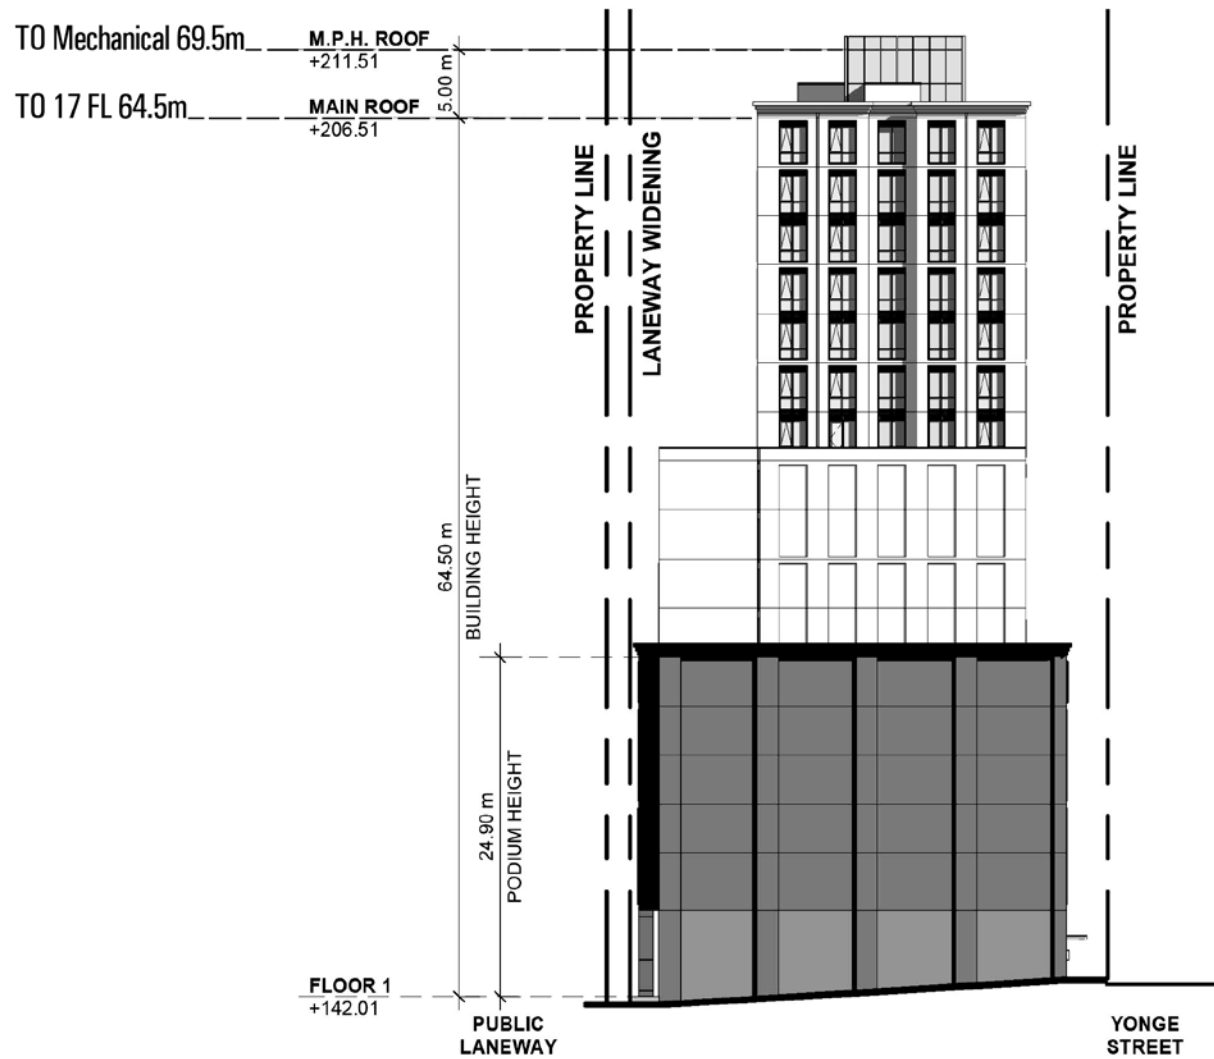 TO Mechanical 69.5m
M.P.H. ROOF
+211.51
5.00 m
TO 17 FL 64.5m
MAIN ROOF
+206.51
PROPERTY LINE
LANEWAY WIDENING
PROPERTY LINE
64.50 m
BUILDING HEIGHT
24.90 m
PODIUM HEIGHT
FLOOR 1
+142.01
PUBLIC
LANEWAY
YONGE
STREET